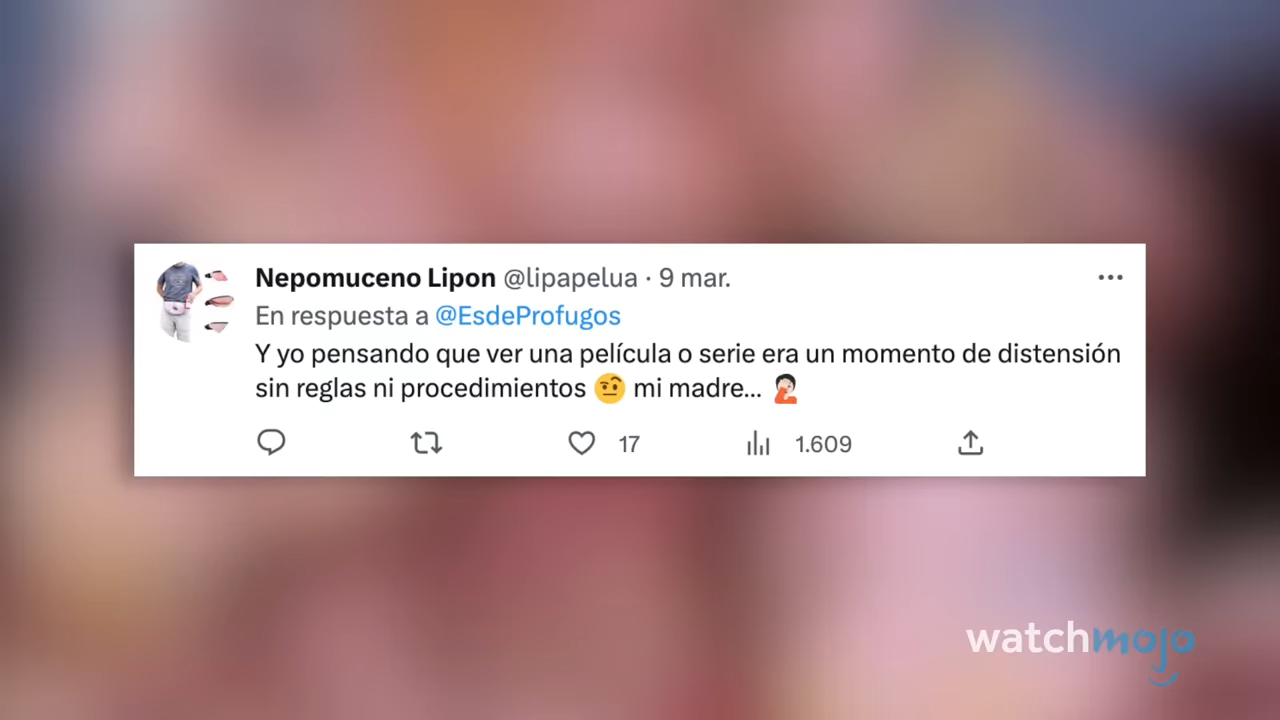 Nepomuceno Lipon @lipapelua · 9 mar.
En respuesta a @EsdeProfugos
Y yo pensando que ver una película o serie era un momento de distensión
sin reglas ni procedimientos 🤨 mi madre... 🤦🏻
17 1.609
watchmojo